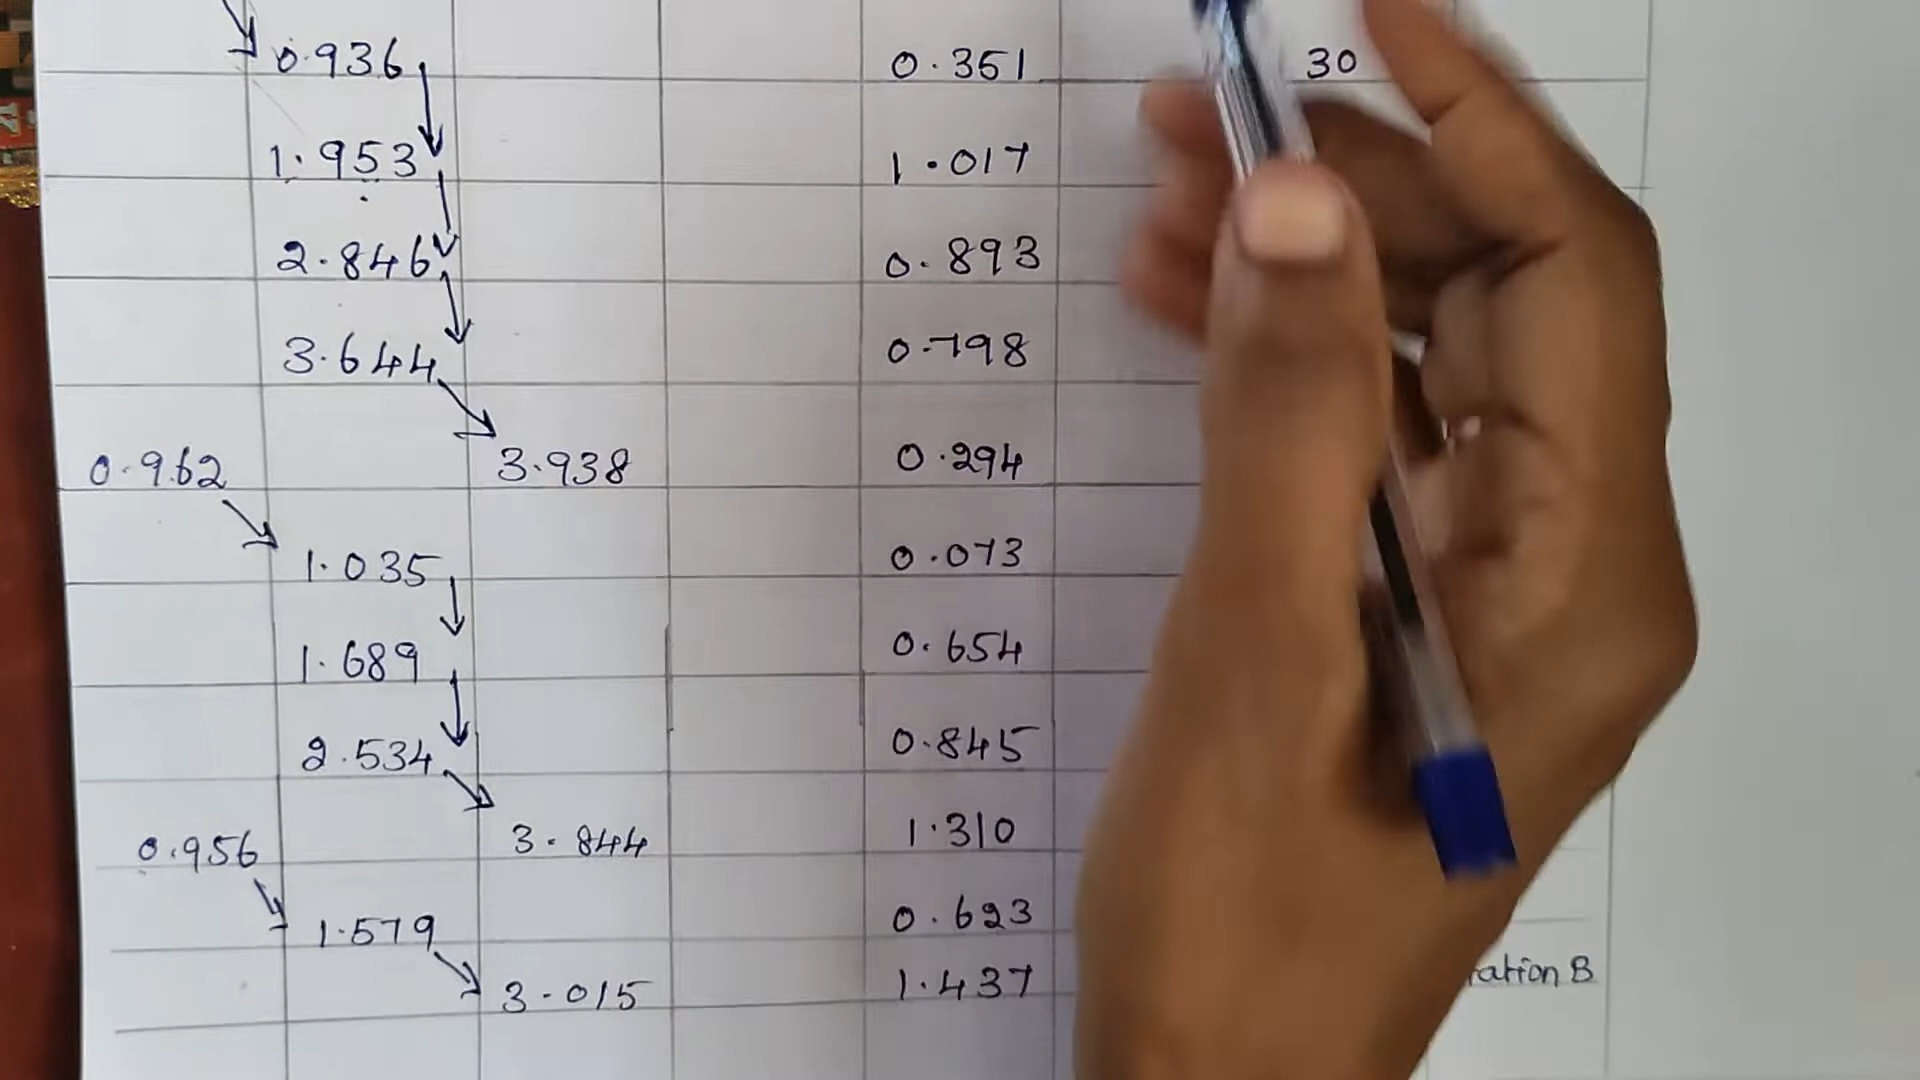 0.936 0.351 30
1.953 1.017
2.846 0.893
3.644 0.798
0.962 3.938 0.294
1.035 0.073
1.689 0.654
2.534 0.845
0.956 3.844 1.310
1.579 0.623
3.015 1.437 ation B